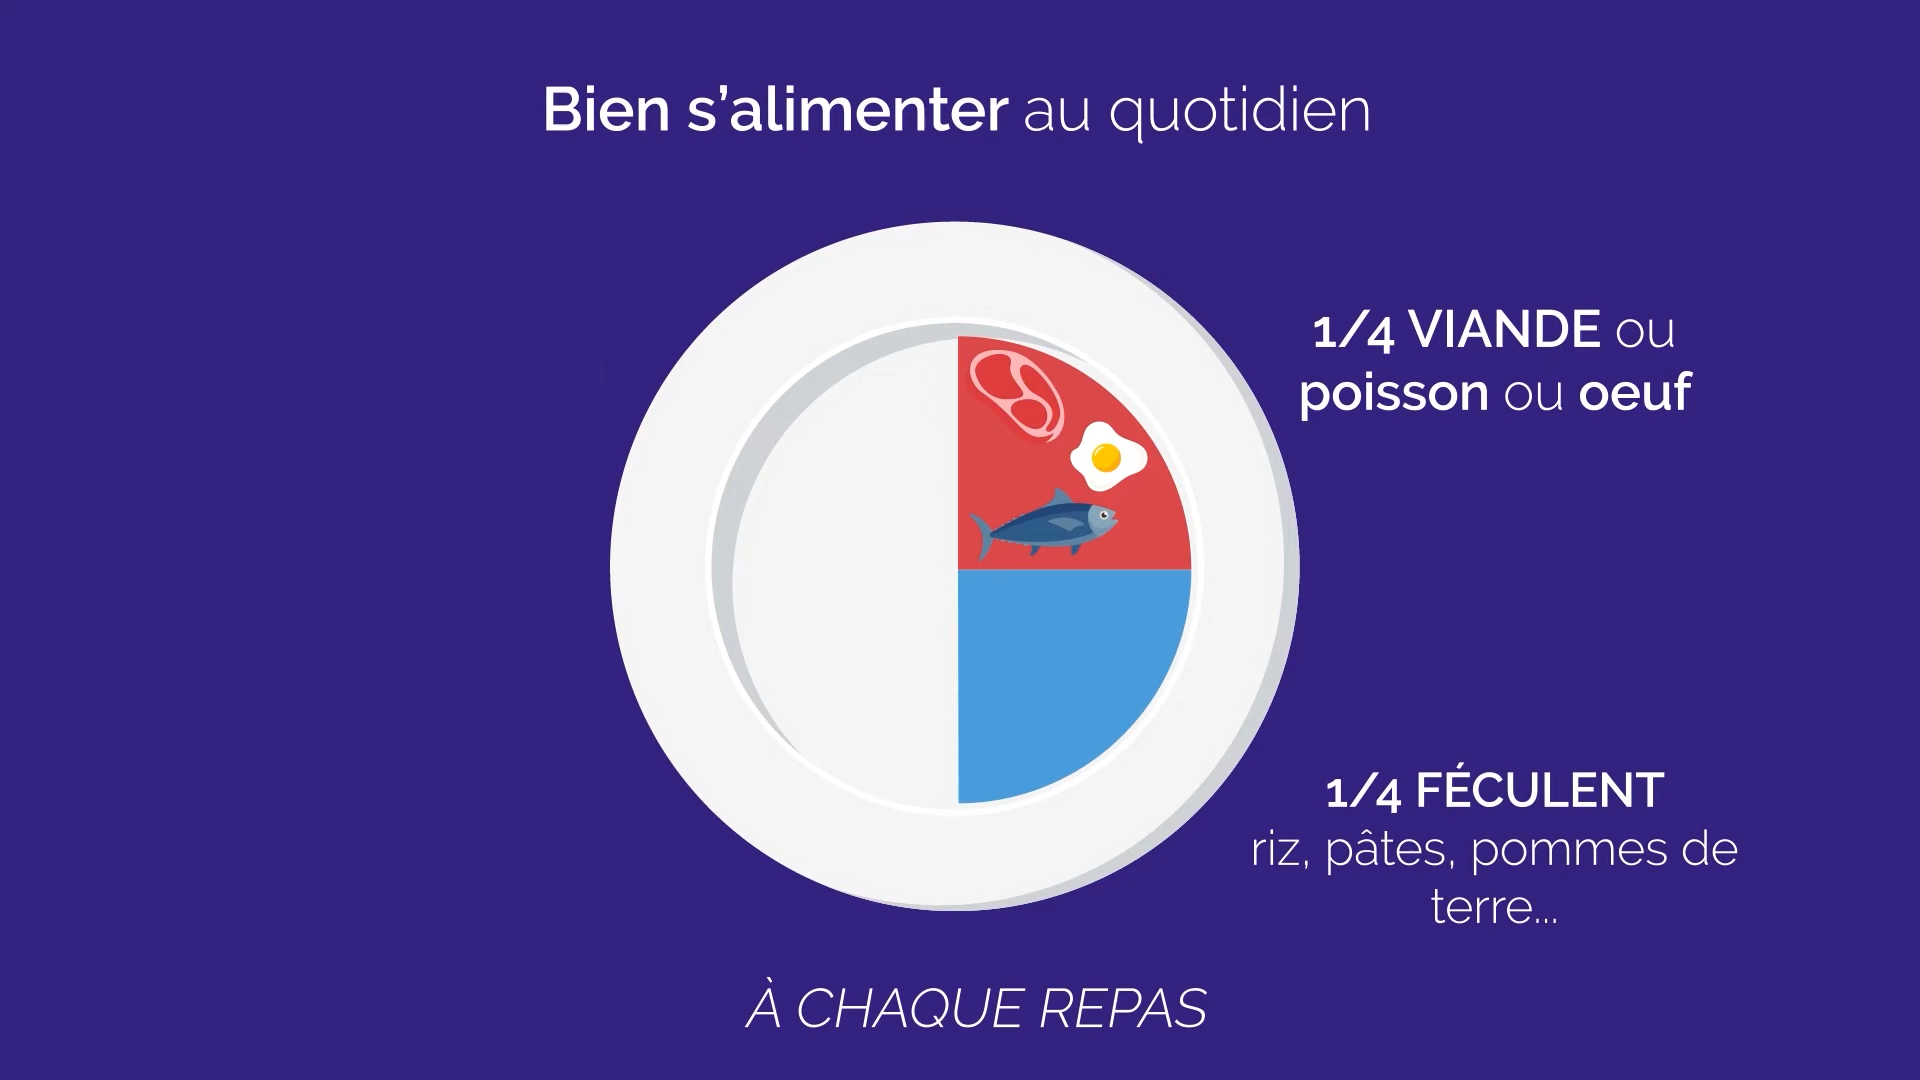 Bien s’alimenter au quotidien
1/4 VIANDE ou
poisson ou oeuf
1/4 FÉCULENT
riz, pâtes, pommes de
terre...
À CHAQUE REPAS